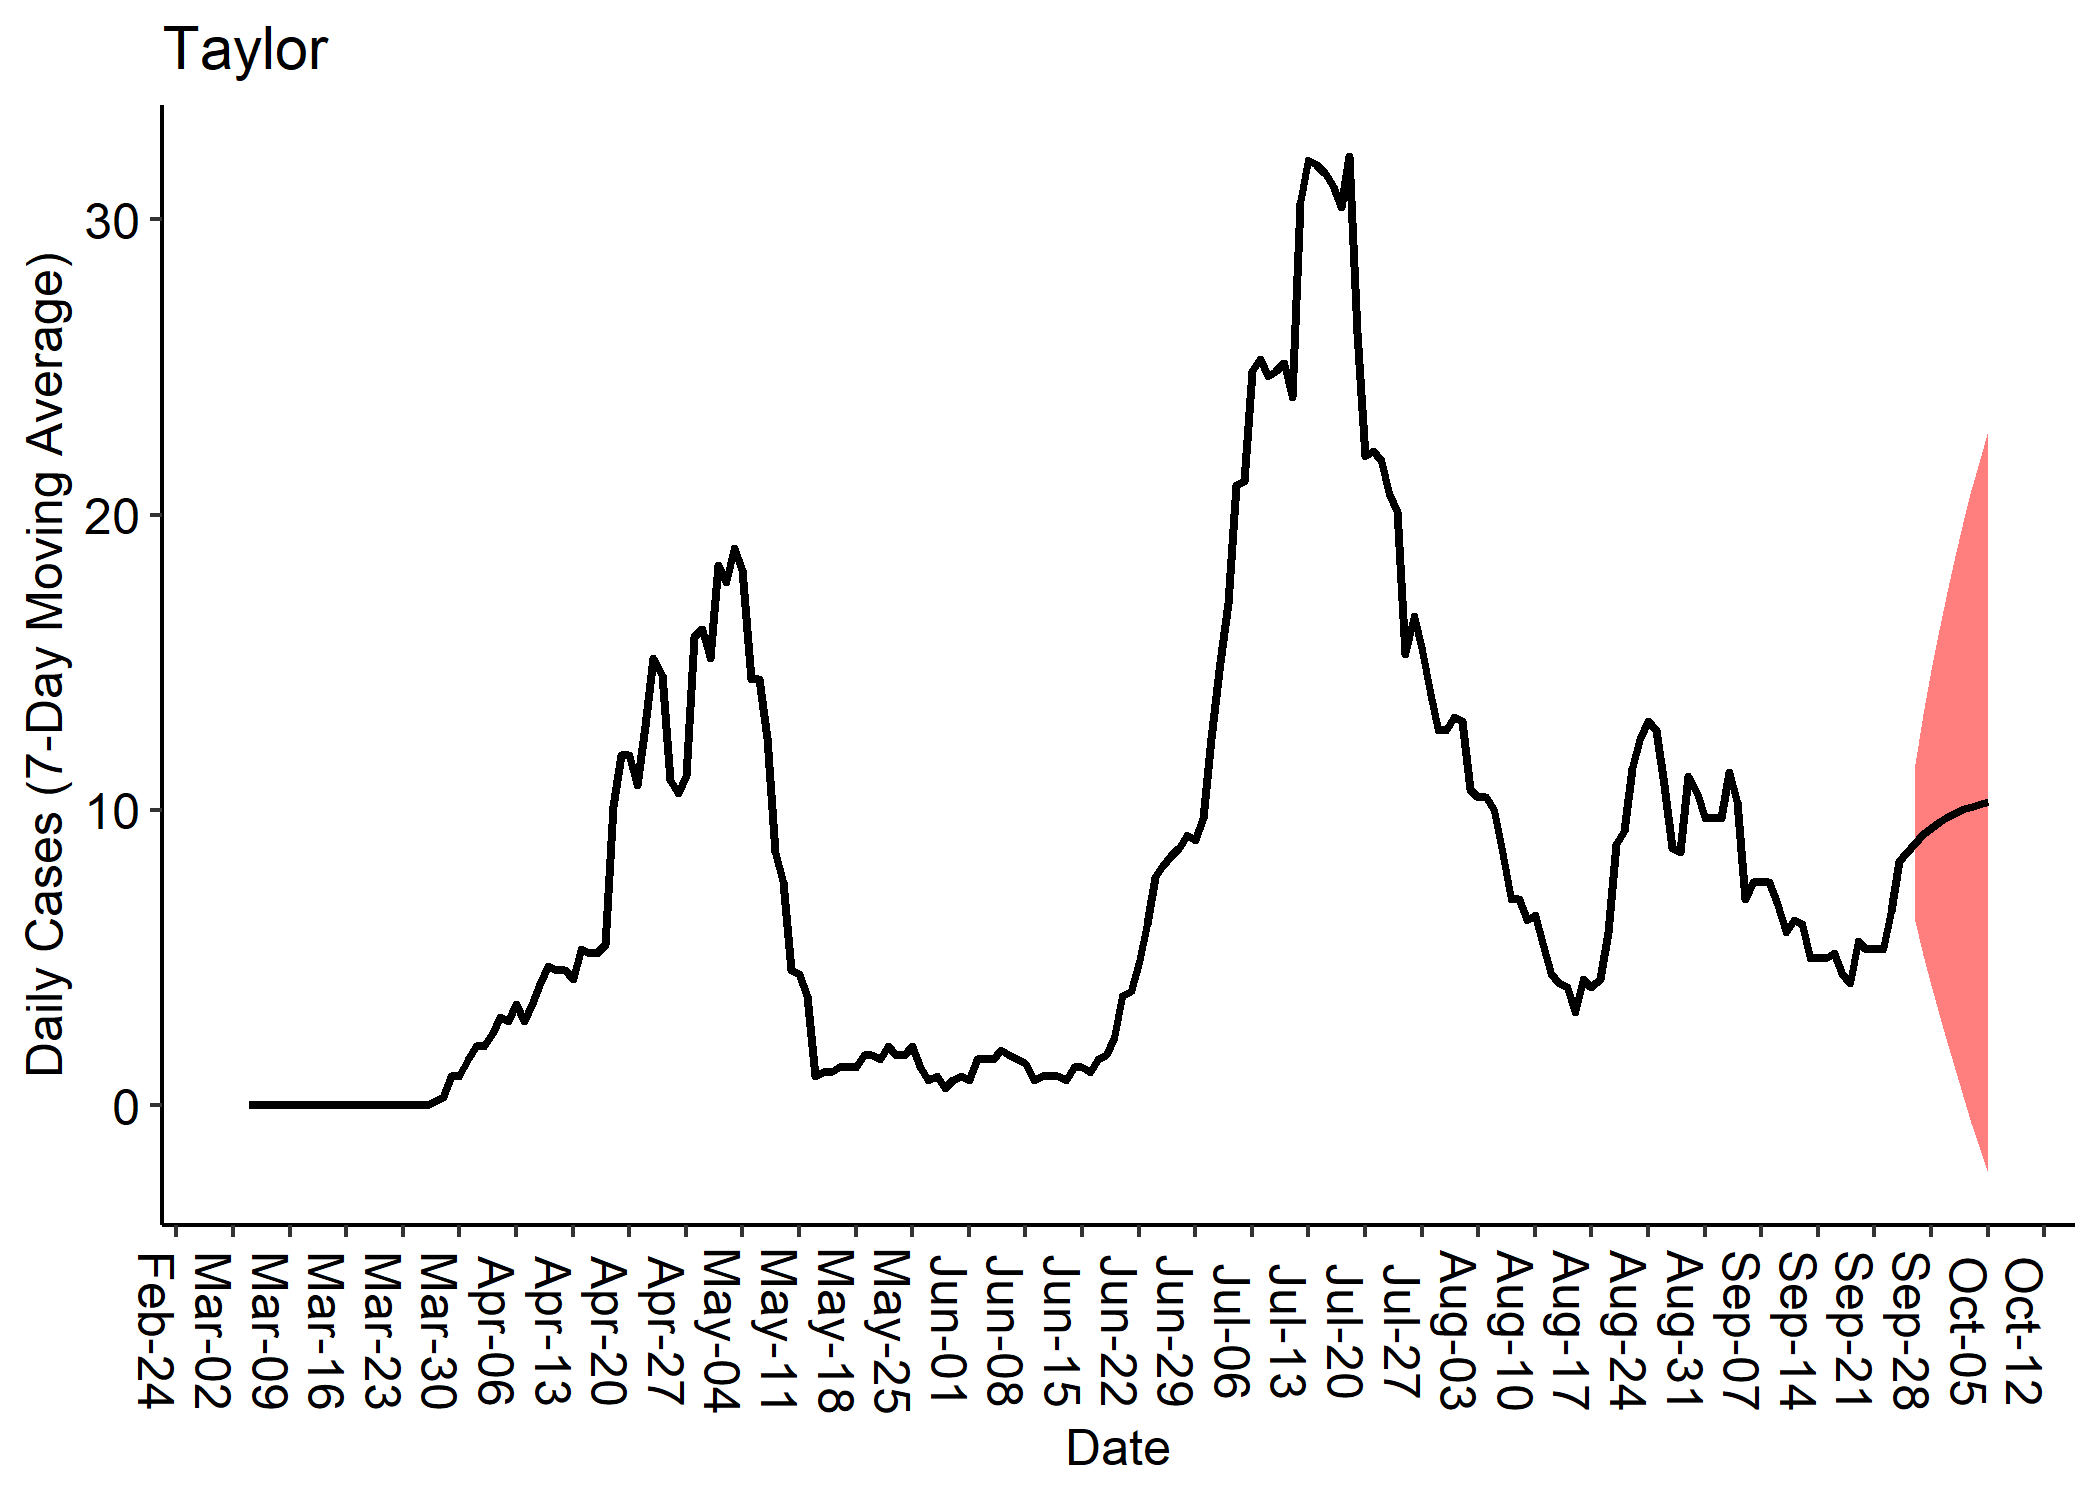 Taylor
Daily Cases (7-Day Moving Average)
30
20
10
0
Feb-24
Mar-02
Mar-09
Mar-16
Mar-23
Mar-30
Apr-06
Apr-13
Apr-20
Apr-27
May-04
May-11
May-18
May-25
Jun-01
Jun-08
Jun-15
Jun-22
Jun-29
Jul-06
Jul-13
Jul-20
Jul-27
Aug-03
Aug-10
Aug-17
Aug-24
Aug-31
Sep-07
Sep-14
Sep-21
Sep-28
Oct-05
Oct-12
Date